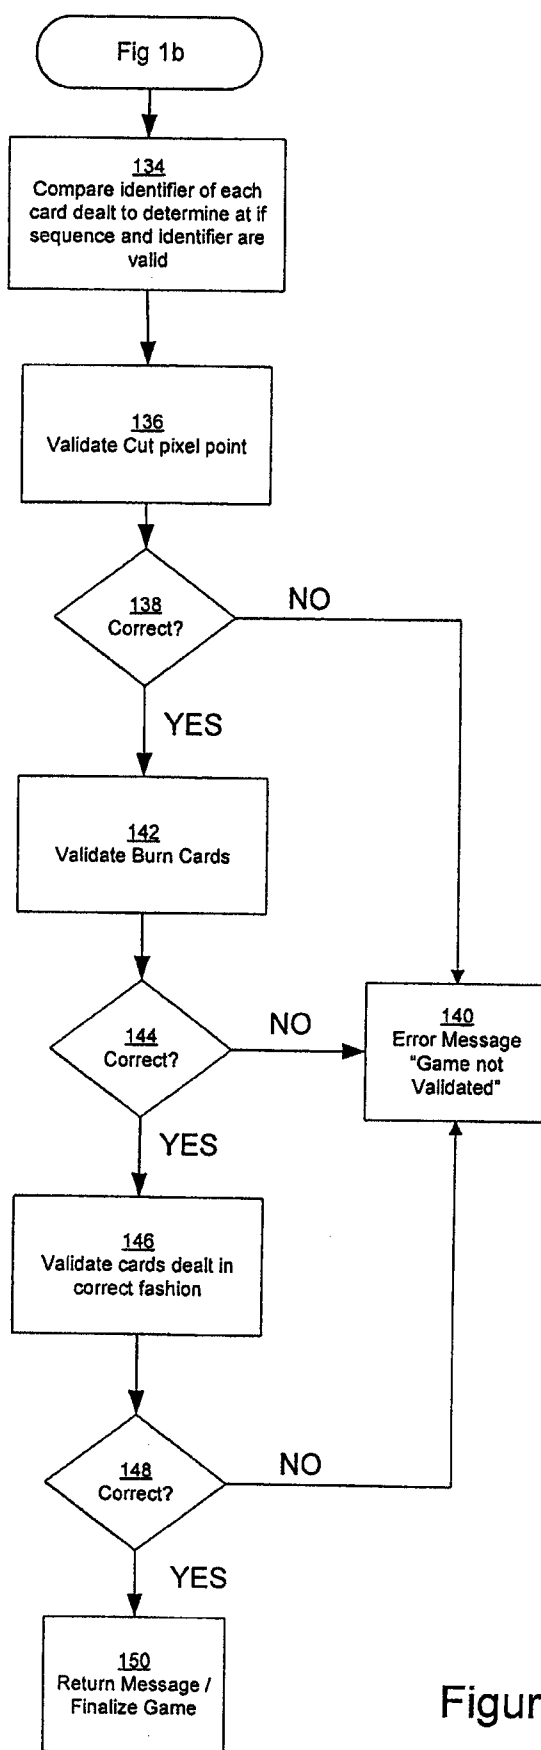 Fig 1b
134
Compare identifier of each
card dealt to determine at if
sequence and identifier are
valid
136
Validate Cut pixel point
138
Correct?
NO
YES
142
Validate Burn Cards
144
Correct?
NO
140
Error Message
"Game not
Validated"
YES
146
Validate cards dealt in
correct fashion
148
Correct?
NO
YES
150
Return Message /
Finalize Game
Figur